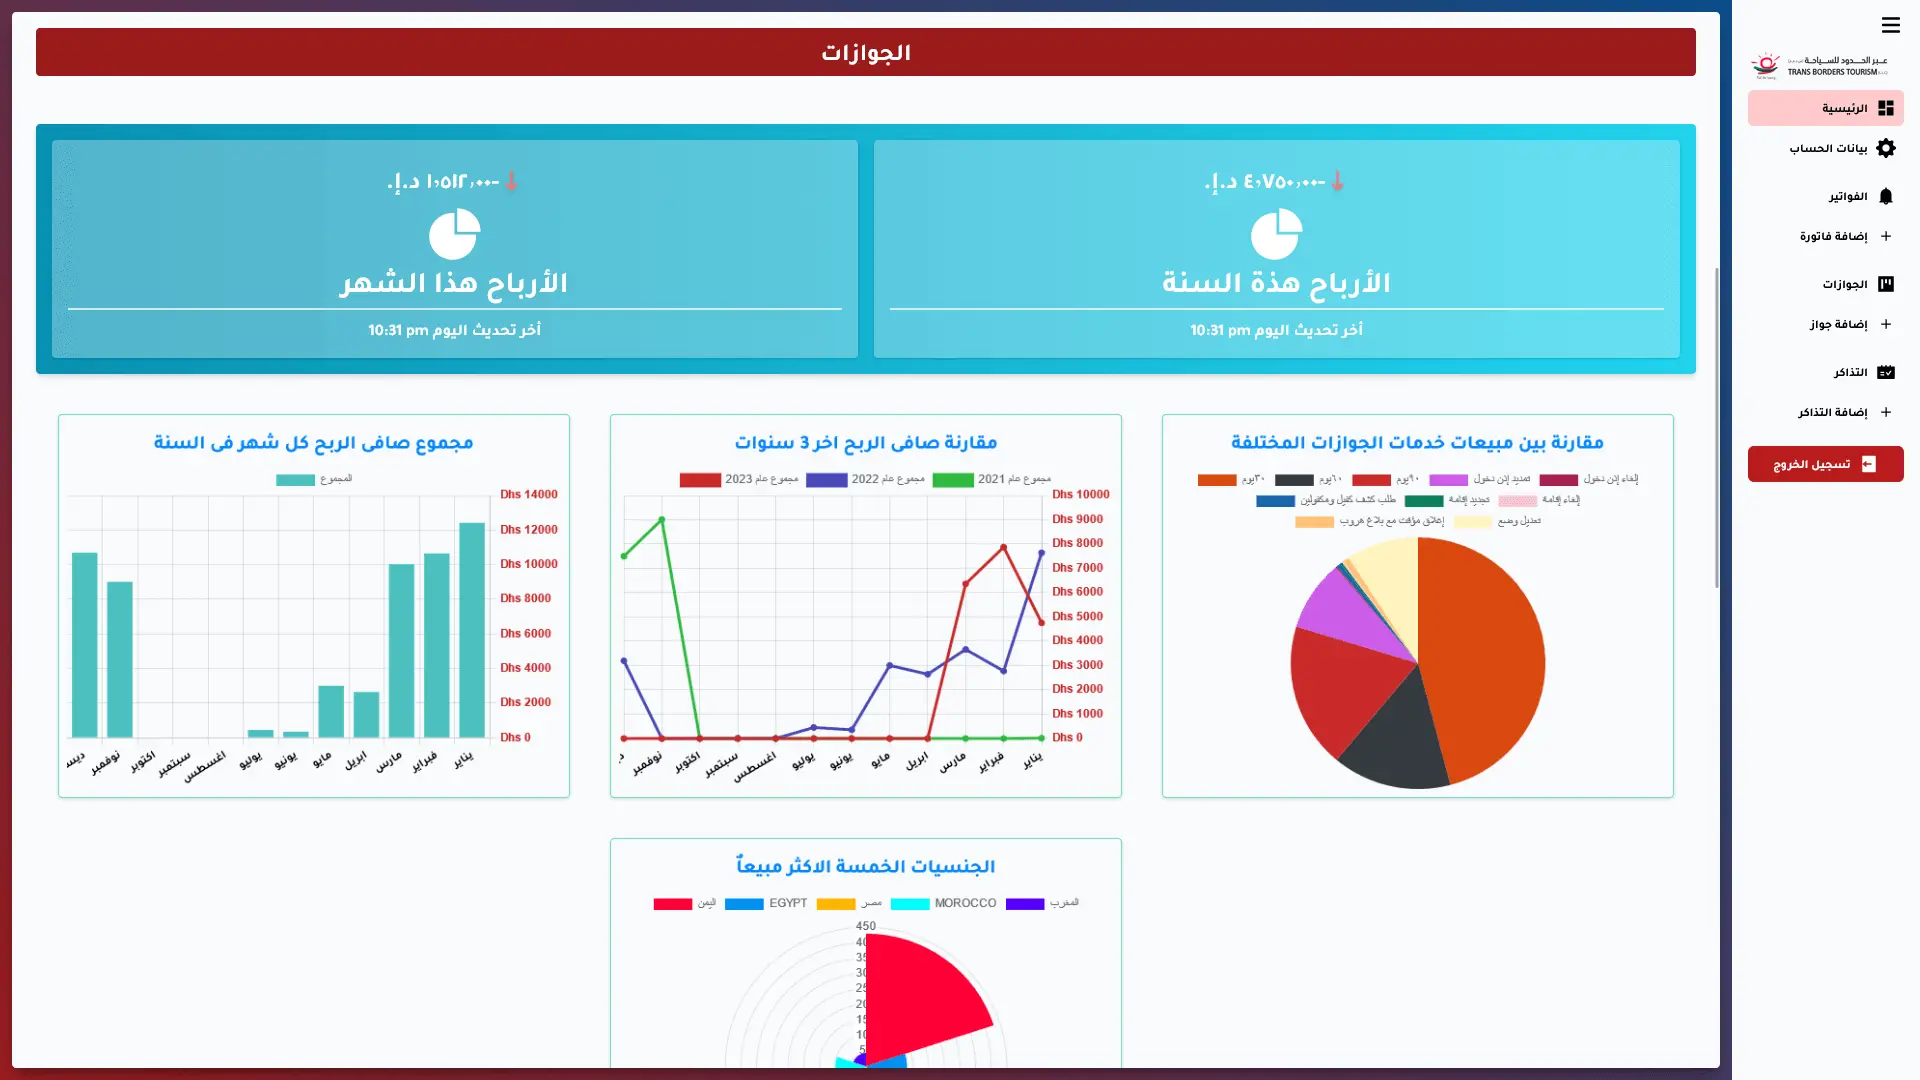 الجوازات
عبر الحدود للسياحة
TRANS BORDERS TOURISM
الرئيسية
بيانات الحساب
الفواتير
إضافة فاتورة
الجوازات
إضافة جواز
التذاكر
إضافة التذاكر
تسجيل الخروج
-٤٬٧٥٠٫٠٠ د.إ.
الأرباح هذة السنة
أخر تحديث اليوم 10:31 pm
-١٬٥١٢٫٠٠ د.إ.
الأرباح هذا الشهر
أخر تحديث اليوم 10:31 pm
مقارنة بين مبيعات خدمات الجوازات المختلفة
٣٠يوم ٦٠يوم ٩٠يوم تمديد إذن دخول إلغاء إذن دخول
طلب كشف كفيل ومكفولين تجديد إقامة إلغاء إقامة
إغلاق مؤقت مع بلاغ هروب تعديل وضع
مقارنة صافى الربح اخر 3 سنوات
مجموع عام 2023 مجموع عام 2022 مجموع عام 2021
Dhs 10000
Dhs 9000
Dhs 8000
Dhs 7000
Dhs 6000
Dhs 5000
Dhs 4000
Dhs 3000
Dhs 2000
Dhs 1000
Dhs 0
يناير فبراير مارس ابريل مايو يونيو يوليو اغسطس سبتمبر اكتوبر نوفمبر
مجموع صافى الربح كل شهر فى السنة
المجموع
Dhs 14000
Dhs 12000
Dhs 10000
Dhs 8000
Dhs 6000
Dhs 4000
Dhs 2000
Dhs 0
يناير فبراير مارس ابريل مايو يونيو يوليو اغسطس سبتمبر اكتوبر نوفمبر ديس
الجنسيات الخمسة الاكثر مبيعاً
اليمن EGYPT مصر MOROCCO المغرب
450
40
35
30
25
20
15
10
5